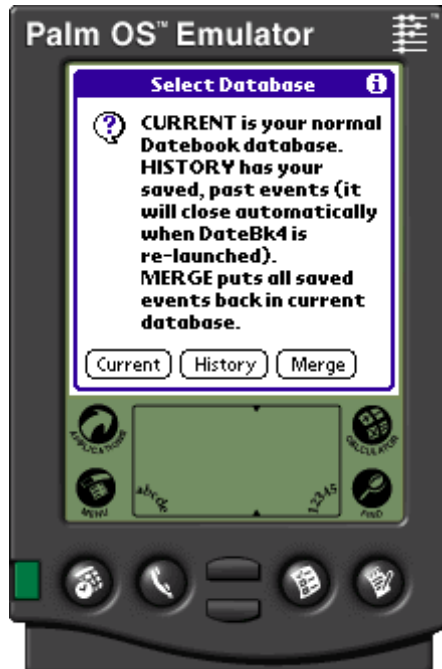 Palm OS™ Emulator
Select Database
CURRENT is your normal
Datebook database.
HISTORY has your
saved, past events (it
will close automatically
when DateBk4 is
re-launched).
MERGE puts all saved
events back in current
database.
Current History Merge
APPLICATIONS
CALCULATOR
MENU
abcde
12345
FIND